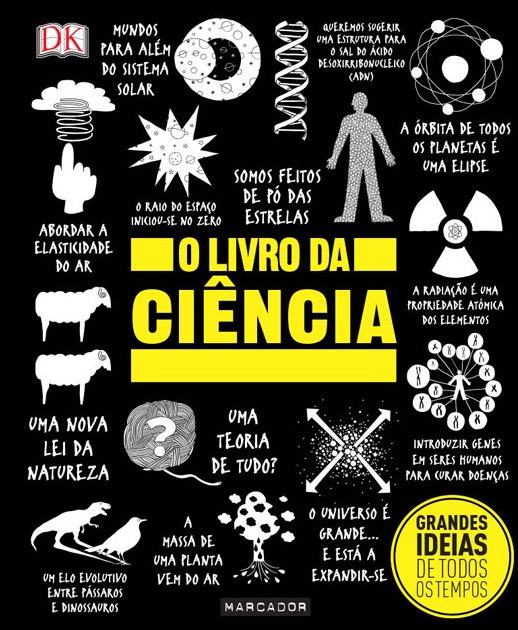 DK
MUNDOS
PARA ALÉM
DO SISTEMA
SOLAR
QUEREMOS SUGERIR
UMA ESTRUTURA PARA
O SAL DO ÁCIDO
DESOXIRRIBONUCLEICO
(ADN)
A ÓRBITA DE TODOS
OS PLANETAS É
UMA ELIPSE
O RAIO DO ESPAÇO
INICIOU-SE NO ZERO
SOMOS FEITOS
DE PÓ DAS
ESTRELAS
ABORDAR A
ELASTICIDADE
DO AR
O LIVRO DA
CIÊNCIA
A RADIAÇÃO É UMA
PROPRIEDADE ATÓMICA
DOS ELEMENTOS
UMA NOVA
LEI DA
NATUREZA
?
UMA
TEORIA
DE TUDO?
INTRODUZIR GENES
EM SERES HUMANOS
PARA CURAR DOENÇAS
UM ELO EVOLUTIVO
ENTRE PÁSSAROS
E DINOSSAUROS
A
MASSA DE
UMA PLANTA
VEM DO AR
O UNIVERSO É
GRANDE...
E ESTÁ A
EXPANDIR-SE
GRANDES
IDEIAS
DE TODOS
OS TEMPOS
MARCADOR